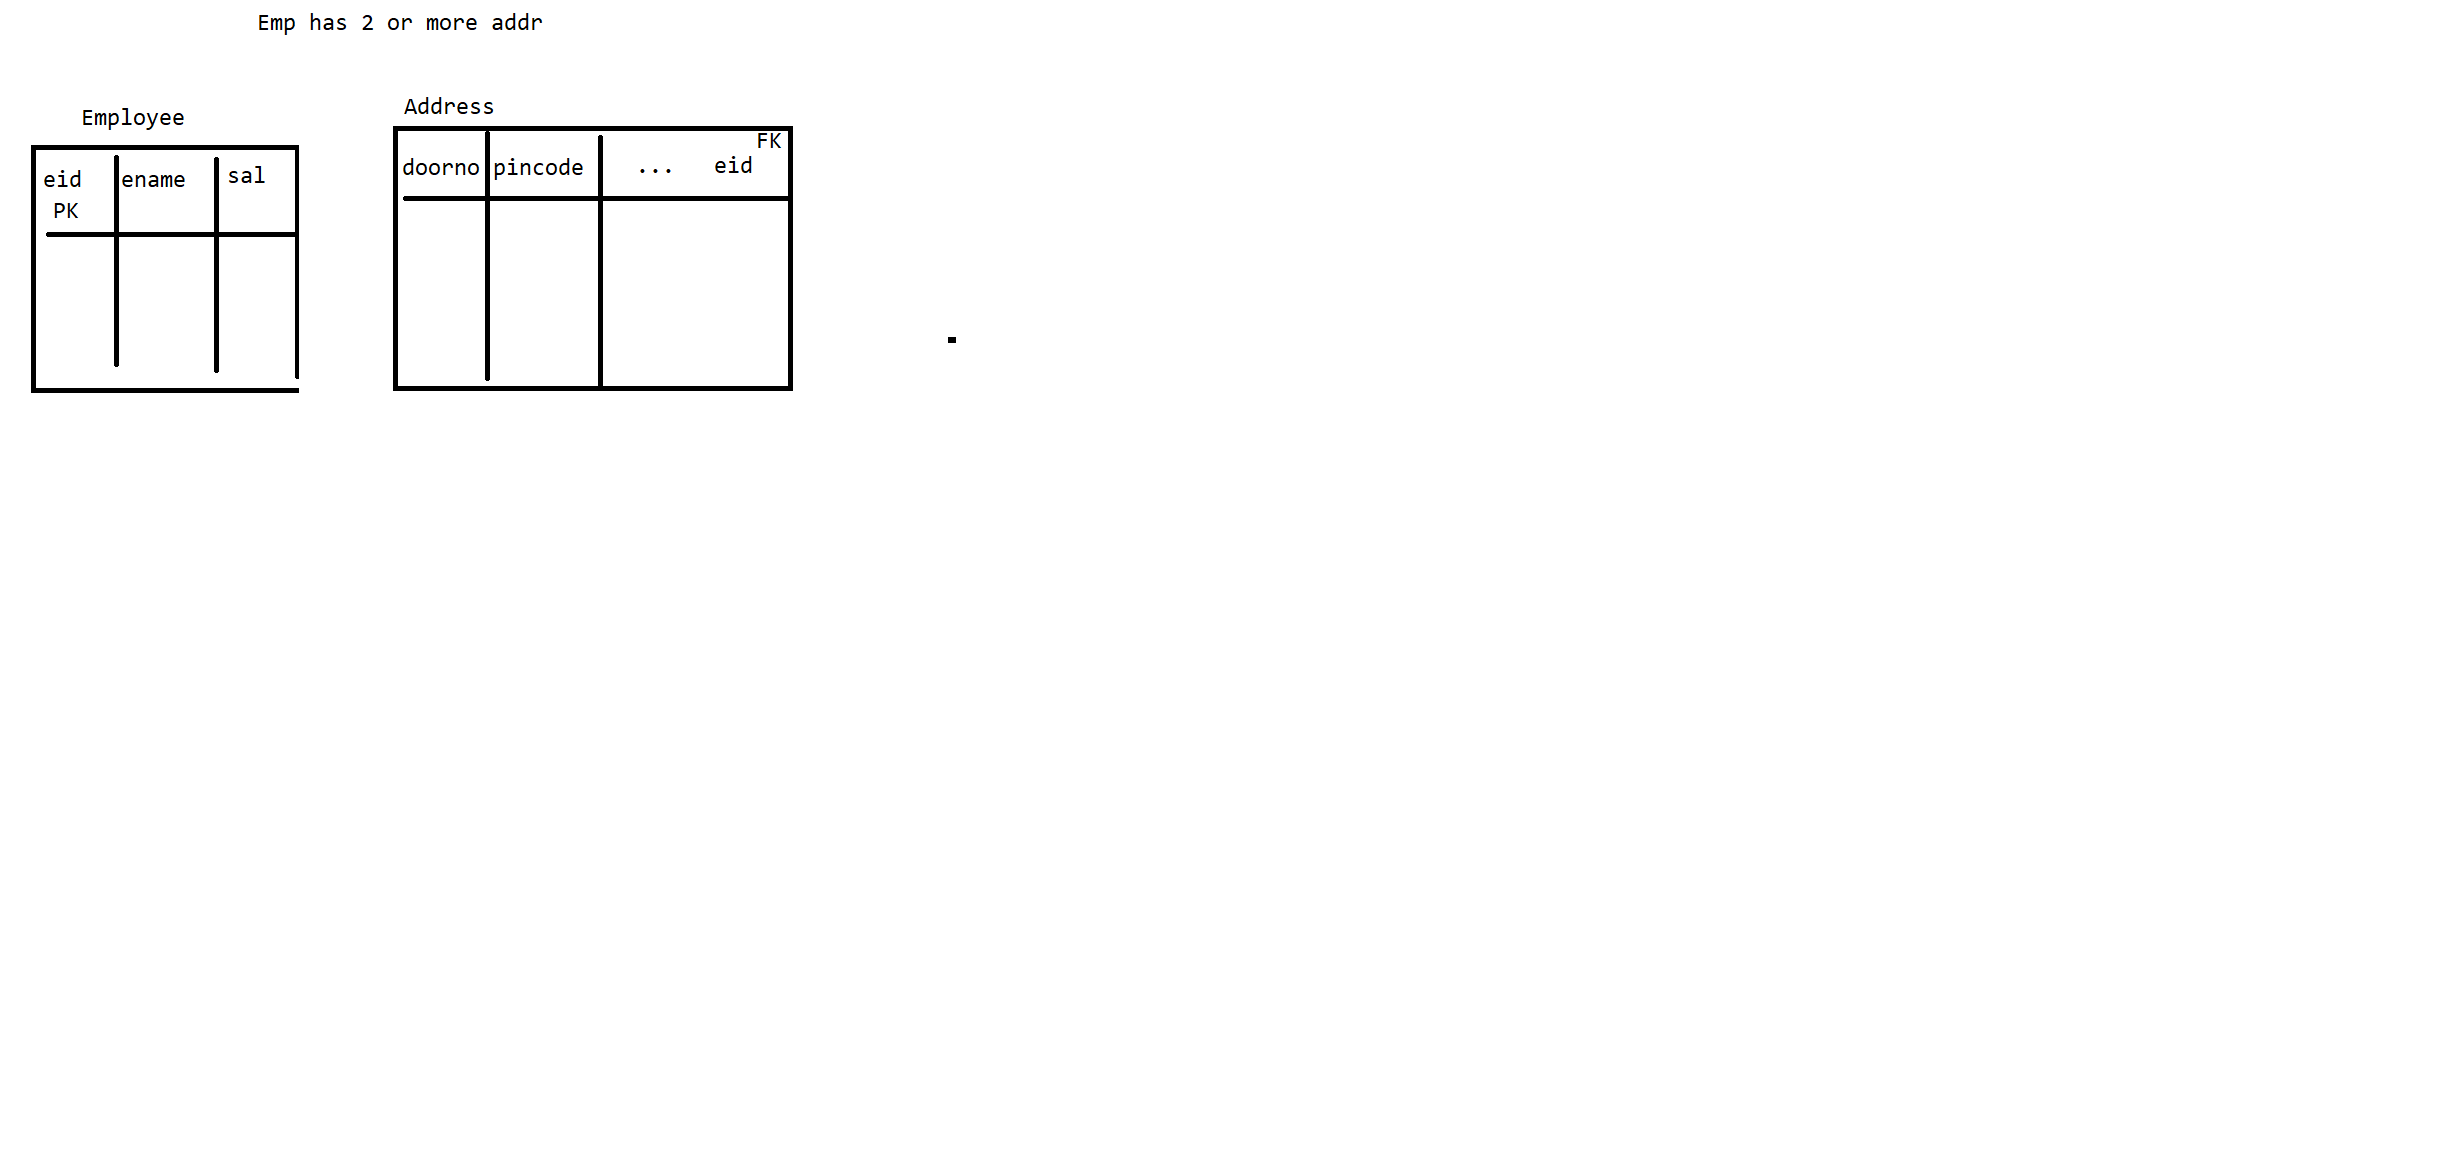 Emp has 2 or more addr
Employee
eid ename sal
PK
Address
FK
doorno pincode ... eid